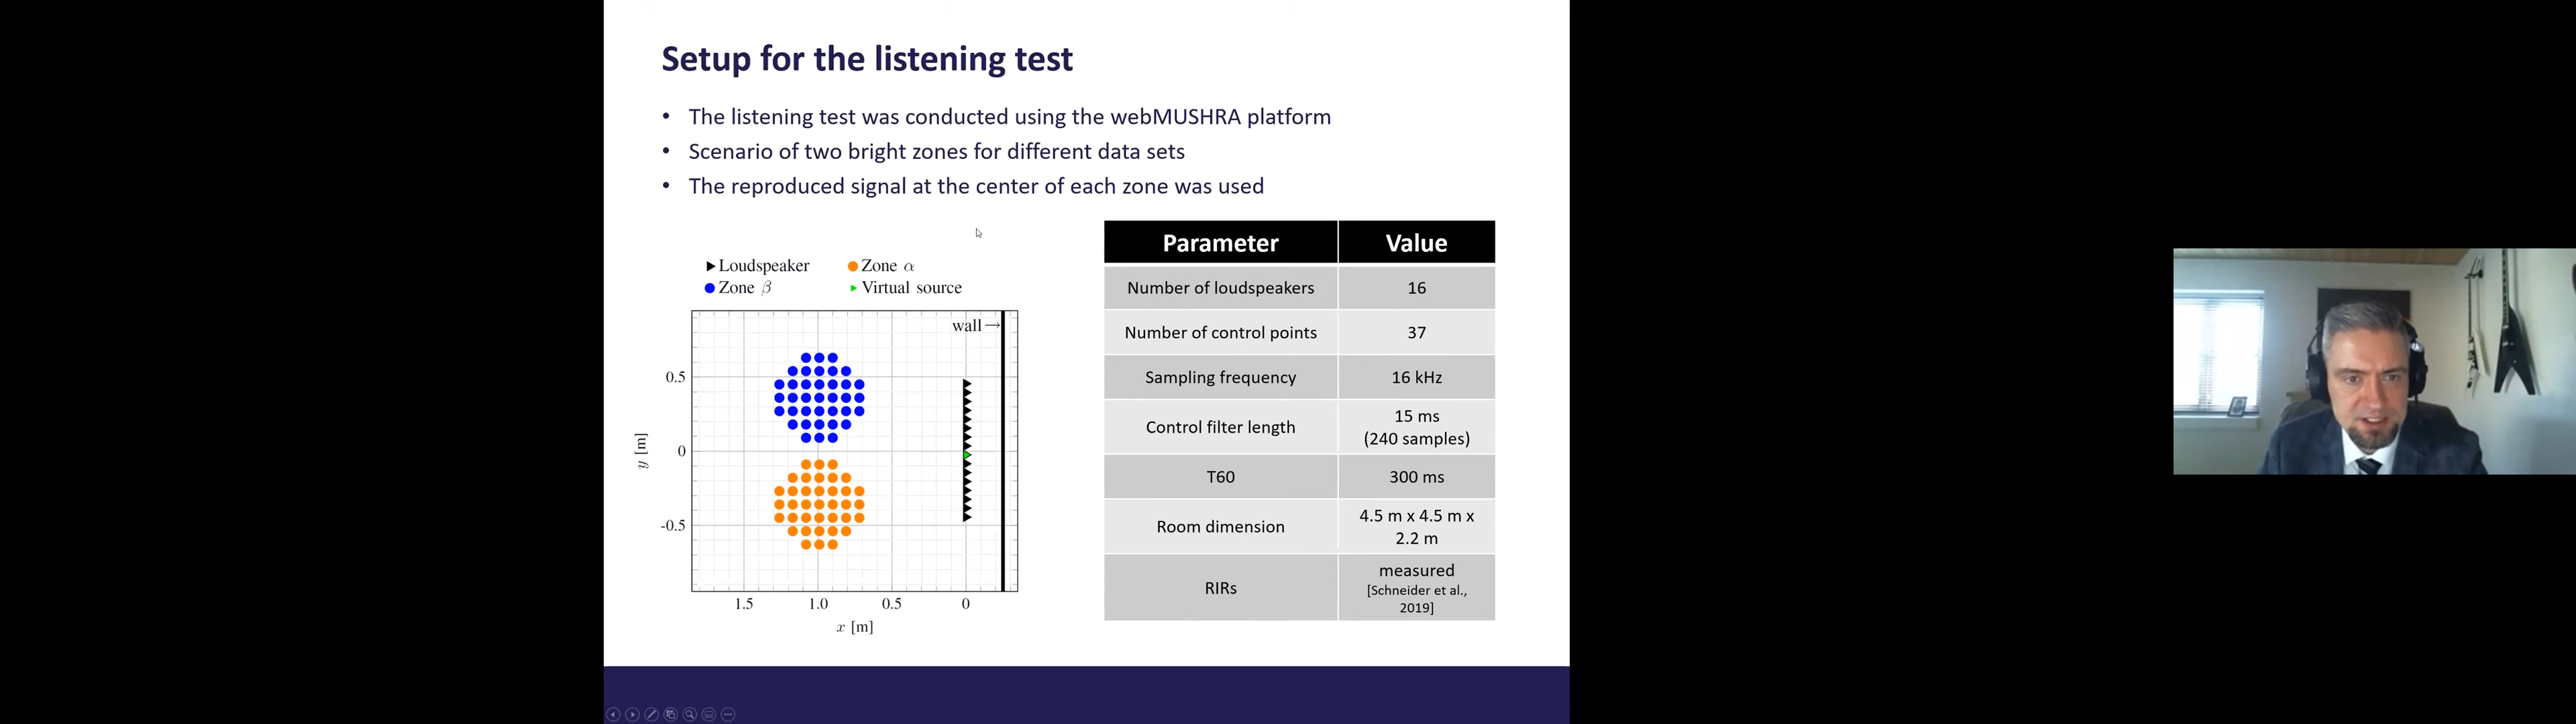 Setup for the listening test
• The listening test was conducted using the webMUSHRA platform
• Scenario of two bright zones for different data sets
• The reproduced signal at the center of each zone was used
Loudspeaker
Zone α
Zone β
Virtual source
wall→
0.5
0
-0.5
y [m]
1.5
1.0
0.5
0
x [m]
Parameter Value
Number of loudspeakers 16
Number of control points 37
Sampling frequency 16 kHz
Control filter length 15 ms
(240 samples)
T60 300 ms
Room dimension 4.5 m x 4.5 m x
2.2 m
RIRs measured
[Schneider et al.,
2019]